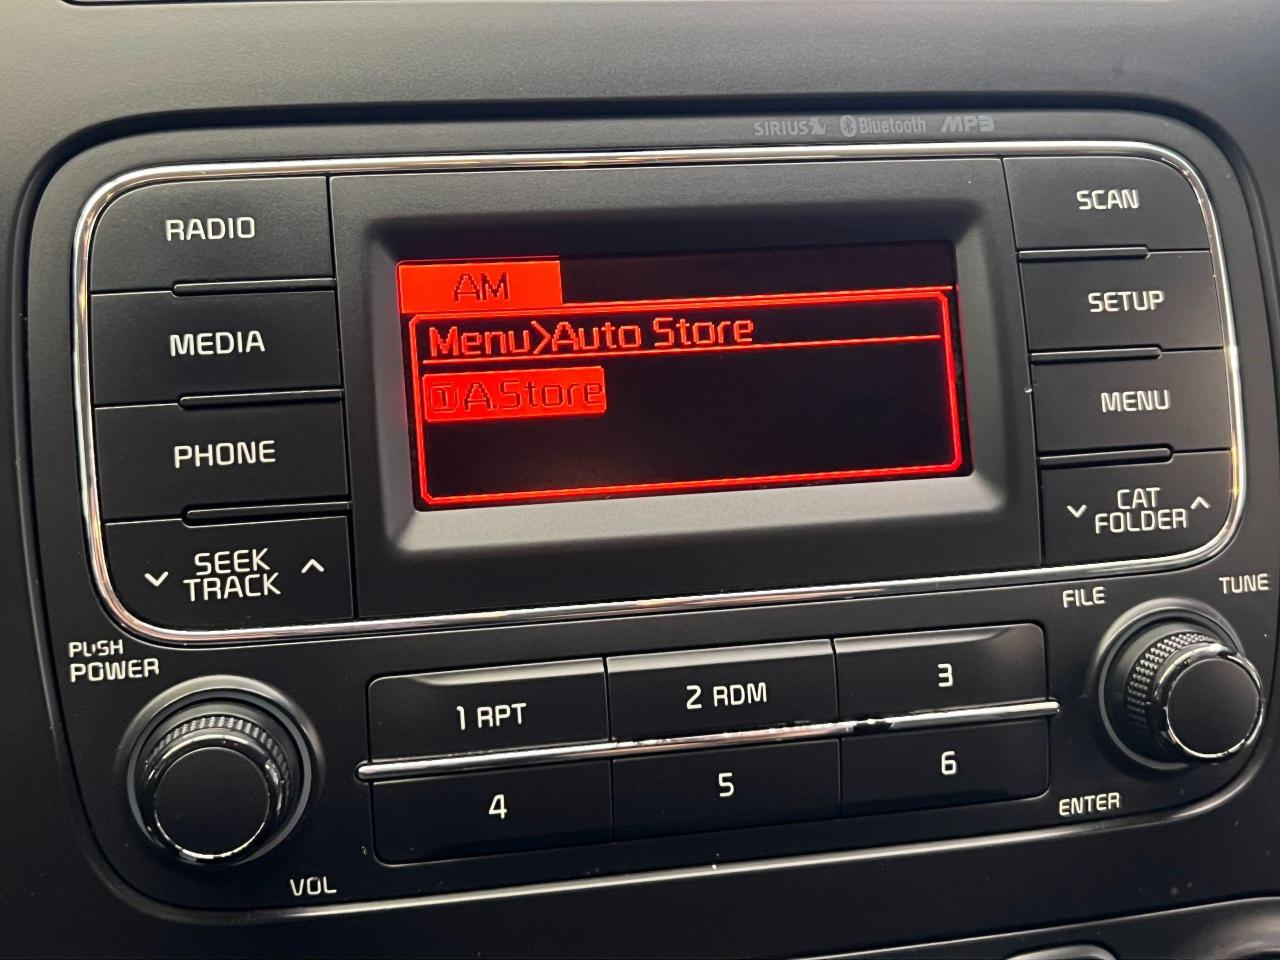 SIRIUS Bluetooth MP3
RADIO
MEDIA
PHONE
SEEK
TRACK
AM
Menu>Auto Store
1 A.Store
SCAN
SETUP
MENU
CAT
FOLDER
PUSH
POWER
VOL
1 RPT
2 RDM
3
4
5
6
FILE
TUNE
ENTER